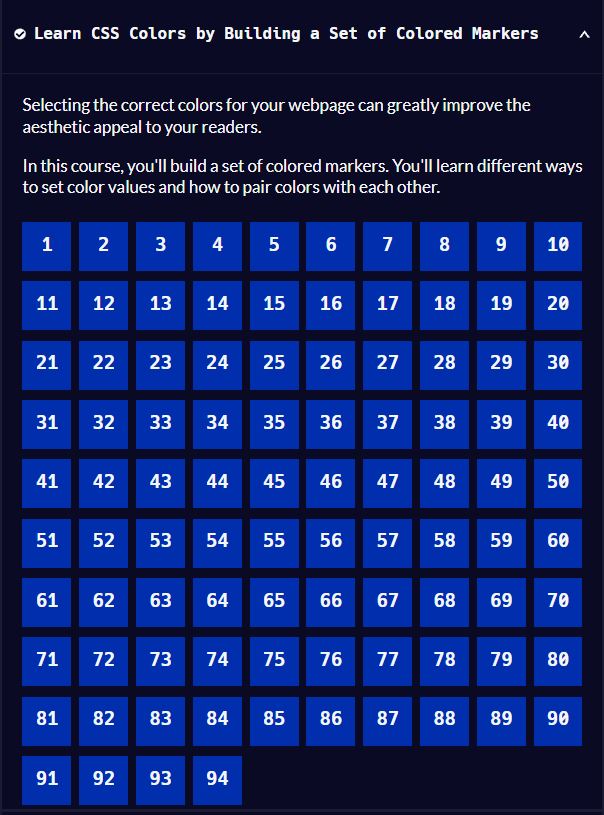 Learn CSS Colors by Building a Set of Colored Markers
Selecting the correct colors for your webpage can greatly improve the
aesthetic appeal to your readers.
In this course, you'll build a set of colored markers. You'll learn different ways
to set color values and how to pair colors with each other.
1 2 3 4 5 6 7 8 9 10
11 12 13 14 15 16 17 18 19 20
21 22 23 24 25 26 27 28 29 30
31 32 33 34 35 36 37 38 39 40
41 42 43 44 45 46 47 48 49 50
51 52 53 54 55 56 57 58 59 60
61 62 63 64 65 66 67 68 69 70
71 72 73 74 75 76 77 78 79 80
81 82 83 84 85 86 87 88 89 90
91 92 93 94